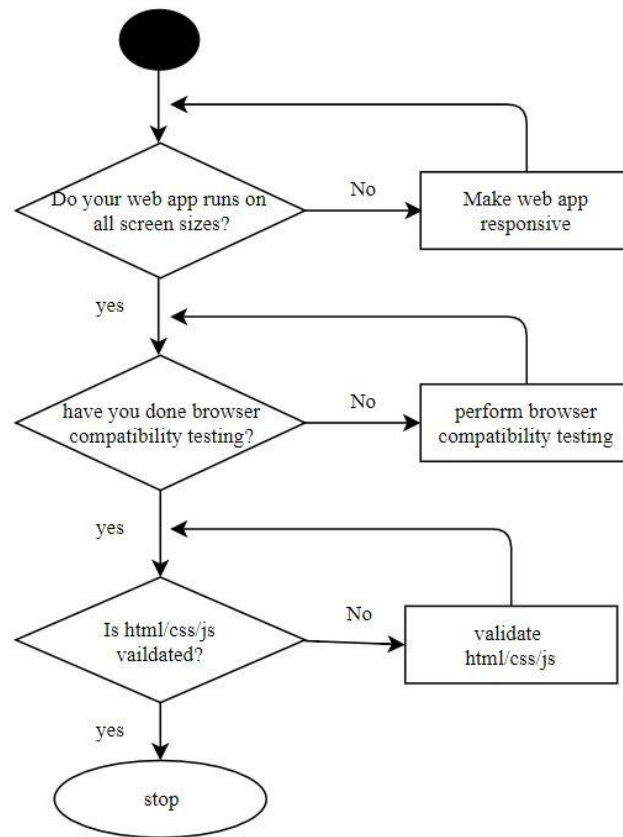 Do your web app runs on
all screen sizes?
No
Make web app
responsive
yes
have you done browser
compatibility testing?
No
perform browser
compatibility testing
yes
Is html/css/js
vaildated?
No
validate
html/css/js
yes
stop